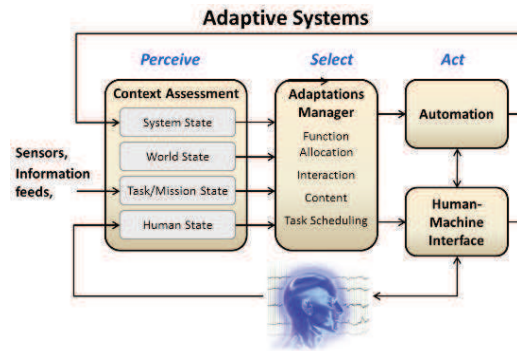 Adaptive Systems
Perceive
Select
Act
Context Assessment
System State
World State
Task/Mission State
Human State
Sensors,
Information
feeds,
Adaptations
Manager
Function
Allocation
Interaction
Content
Task Scheduling
Automation
Human-
Machine
Interface